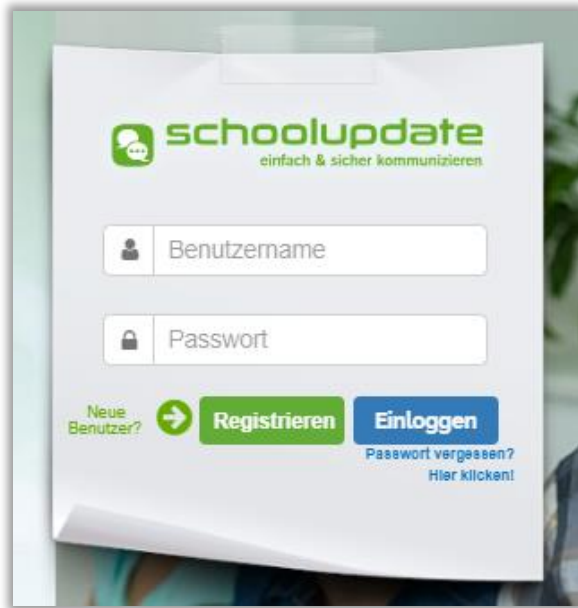 schoolupdate
einfach & sicher kommunizieren
Benutzername
Passwort
Neue
Benutzer?
Registrieren
Einloggen
Passwort vergessen?
Hier klicken!